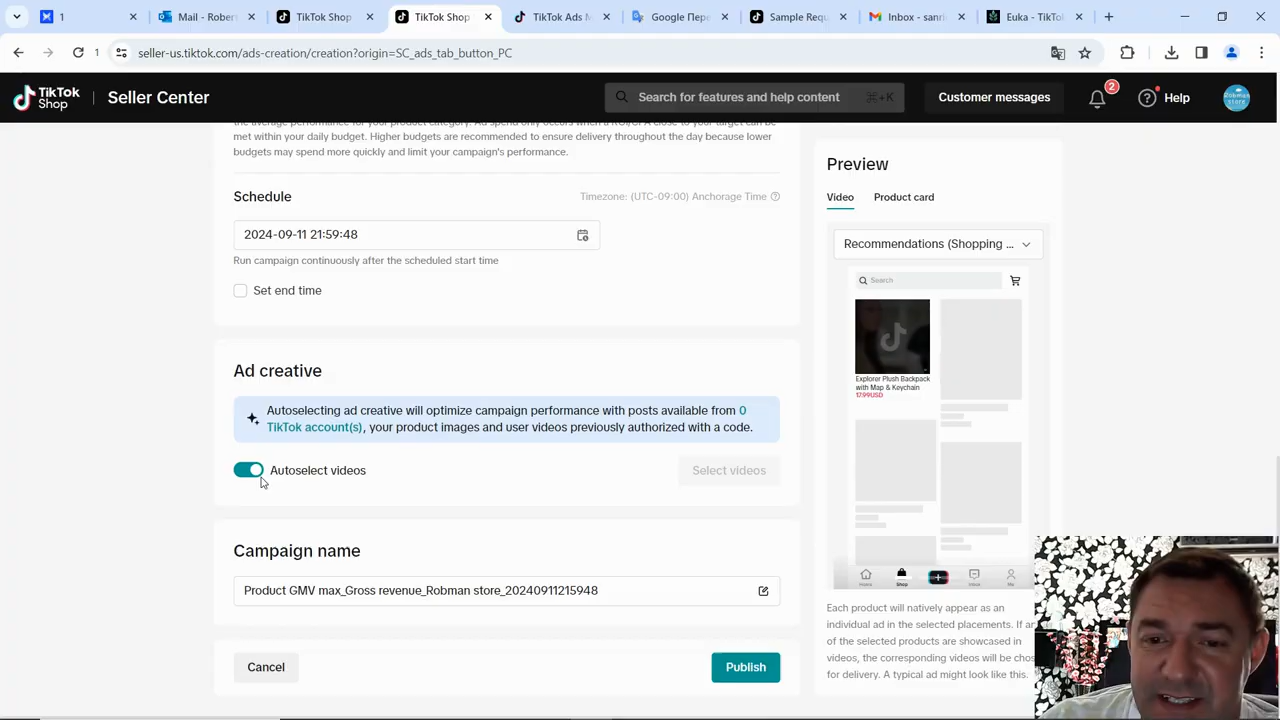 Mail - Rober
TikTok Shop
TikTok Shop
TikTok Ads M
Google Пере
Sample Requ
Inbox - sanri
Euka - TikTok
1
seller-us.tiktok.com/ads-creation/creation?origin=SC_ads_tab_button_PC
TikTok
Shop
Seller Center
Search for features and help content
+K
Customer messages
2
Help
the average performance for your product category. Ad spend only occurs when a ROI/CPA close to your target can be
met within your daily budget. Higher budgets are recommended to ensure delivery throughout the day because lower
budgets may spend more quickly and limit your campaign's performance.
Schedule
Timezone: (UTC-09:00) Anchorage Time
2024-09-11 21:59:48
Run campaign continuously after the scheduled start time
Set end time
Ad creative
Autoselecting ad creative will optimize campaign performance with posts available from 0
TikTok account(s), your product images and user videos previously authorized with a code.
Autoselect videos
Select videos
Campaign name
Product GMV max_Gross revenue_Robman store_20240911215948
Cancel
Publish
Preview
Video
Product card
Recommendations (Shopping ...
Search
Explorer Plush Backpack
with Map & Keychain
17.99USD
Home
Shop
Inbox
Me
Each product will natively appear as an
individual ad in the selected placements. If an
of the selected products are showcased in
videos, the corresponding videos will be chos
for delivery. A typical ad might look like this.